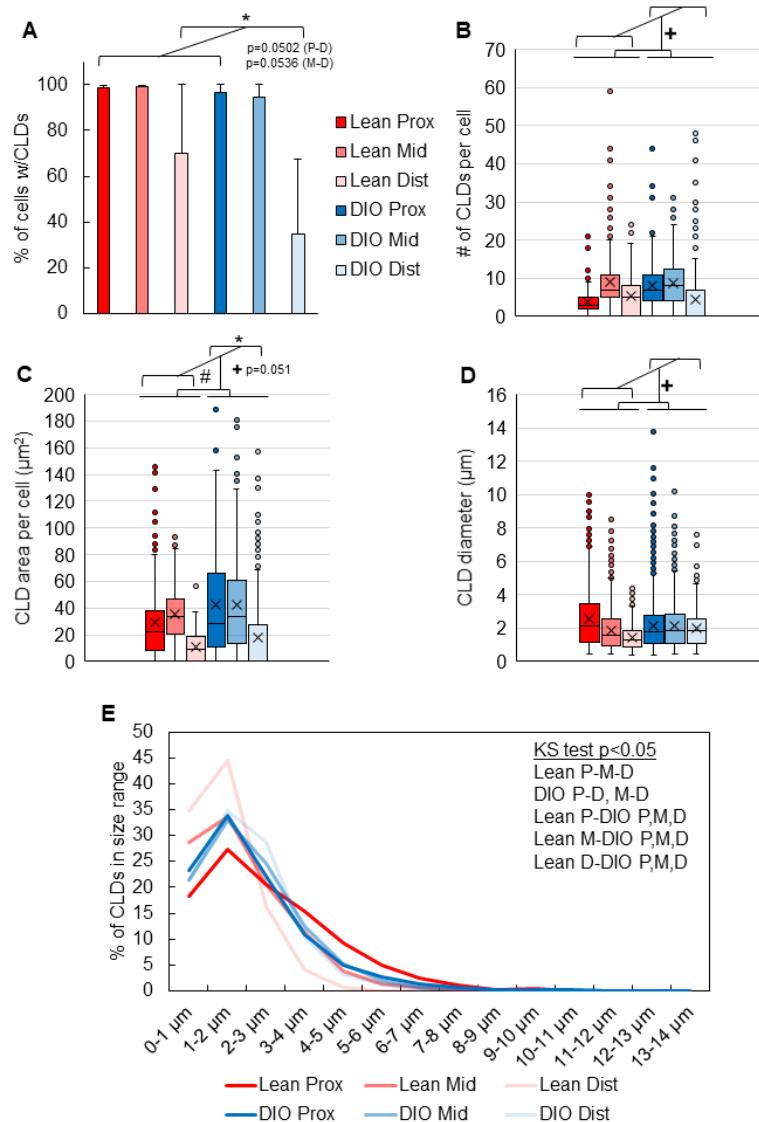 A
*
p=0.0502 (P-D)
p=0.0536 (M-D)
% of cells w/CLDs
100
80
60
40
20
0
Lean Prox
Lean Mid
Lean Dist
DIO Prox
DIO Mid
DIO Dist
B
+
# of CLDs per cell
70
60
50
40
30
20
10
0
C
*
#
+ p=0.051
CLD area per cell (µm²)
200
180
160
140
120
100
80
60
40
20
0
D
+
CLD diameter (µm)
16
14
12
10
8
6
4
2
0
E
% of CLDs in size range
50
45
40
35
30
25
20
15
10
5
0
KS test p<0.05
Lean P-M-D
DIO P-D, M-D
Lean P-DIO P,M,D
Lean M-DIO P,M,D
Lean D-DIO P,M,D
0-1 µm
1-2 µm
2-3 µm
3-4 µm
4-5 µm
5-6 µm
6-7 µm
7-8 µm
8-9 µm
9-10 µm
10-11 µm
11-12 µm
12-13 µm
13-14 µm
Lean Prox Lean Mid Lean Dist
DIO Prox DIO Mid DIO Dist